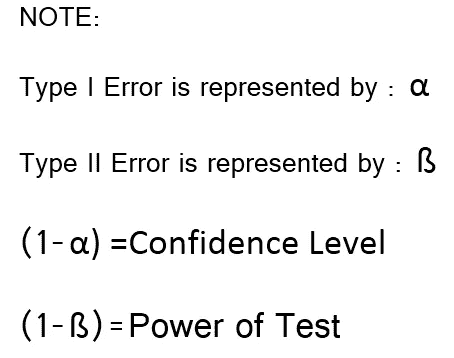 NOTE:
Type I Error is represented by : α
Type II Error is represented by : ß
(1- α) =Confidence Level
(1-ß)=Power of Test